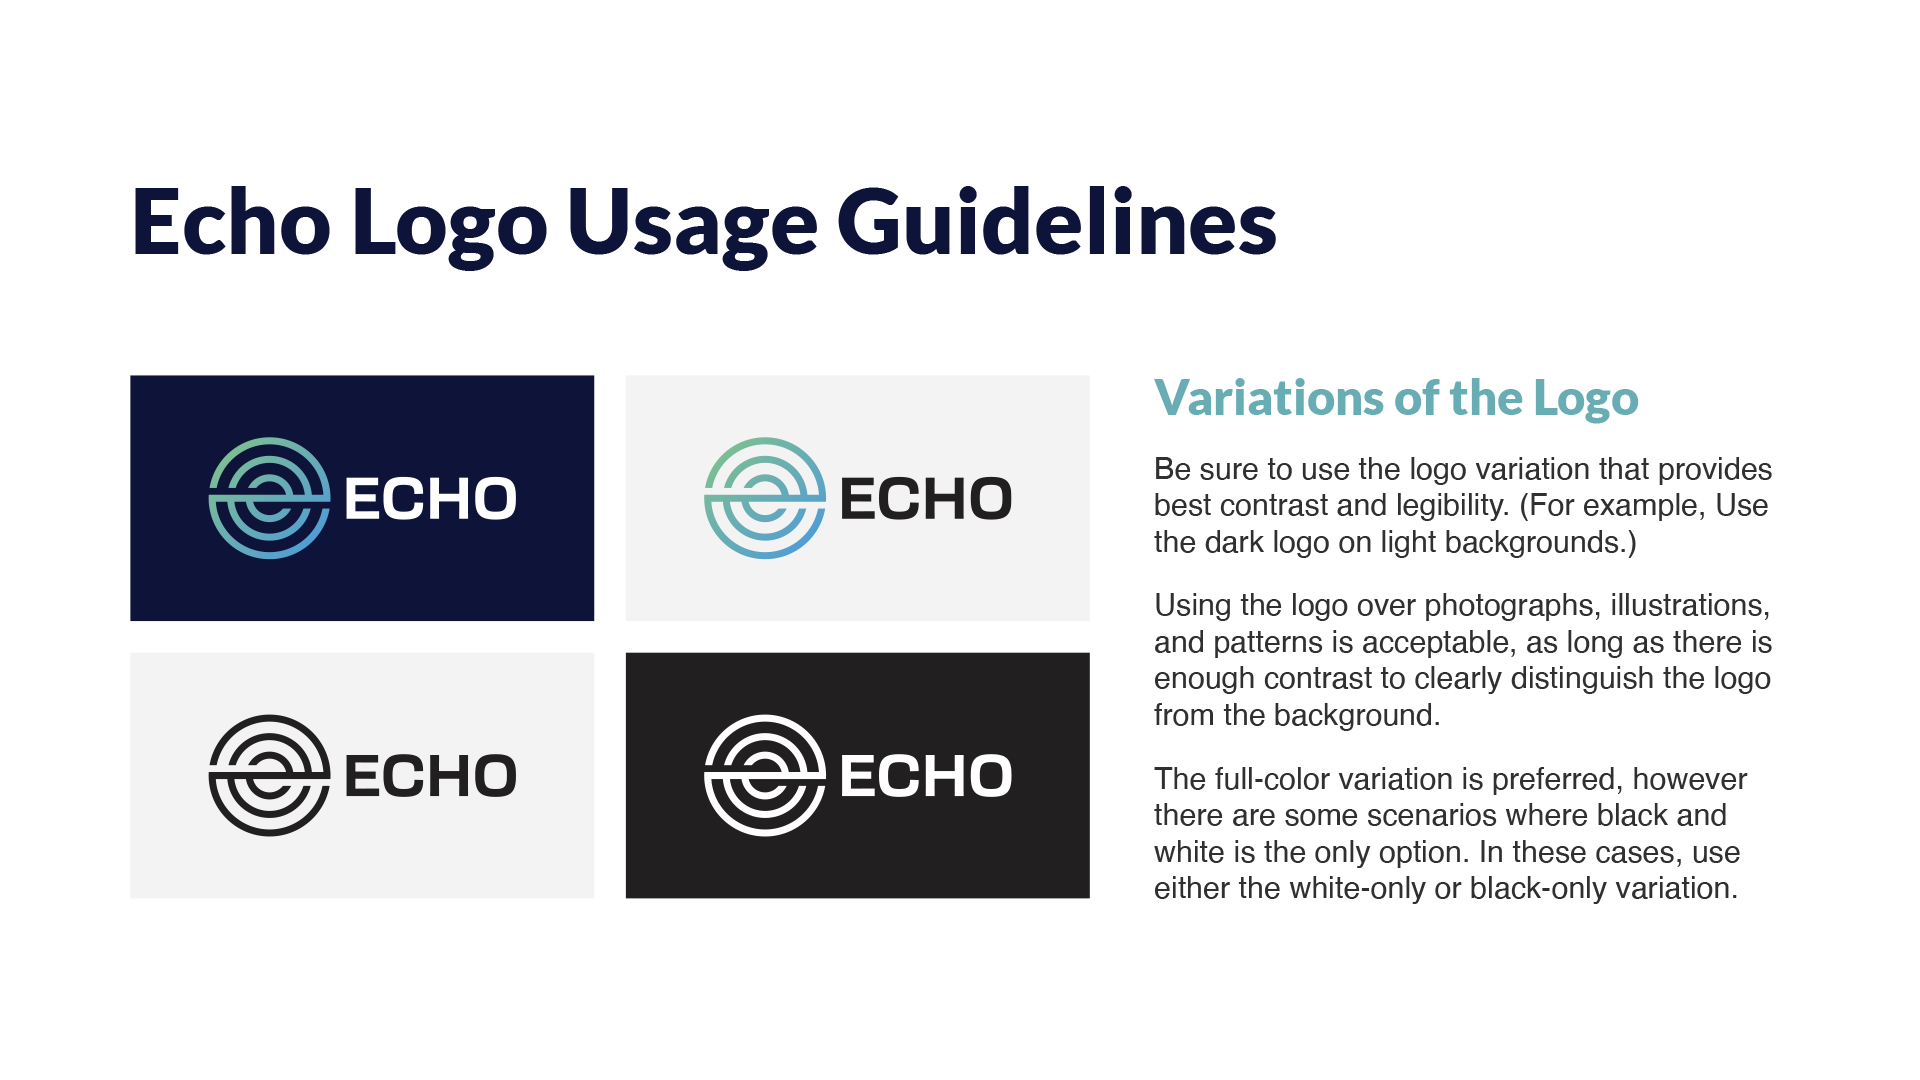 Echo Logo Usage Guidelines
ECHO
ECHO
ECHO
ECHO
Variations of the Logo
Be sure to use the logo variation that provides
best contrast and legibility. (For example, Use
the dark logo on light backgrounds.)
Using the logo over photographs, illustrations,
and patterns is acceptable, as long as there is
enough contrast to clearly distinguish the logo
from the background.
The full-color variation is preferred, however
there are some scenarios where black and
white is the only option. In these cases, use
either the white-only or black-only variation.